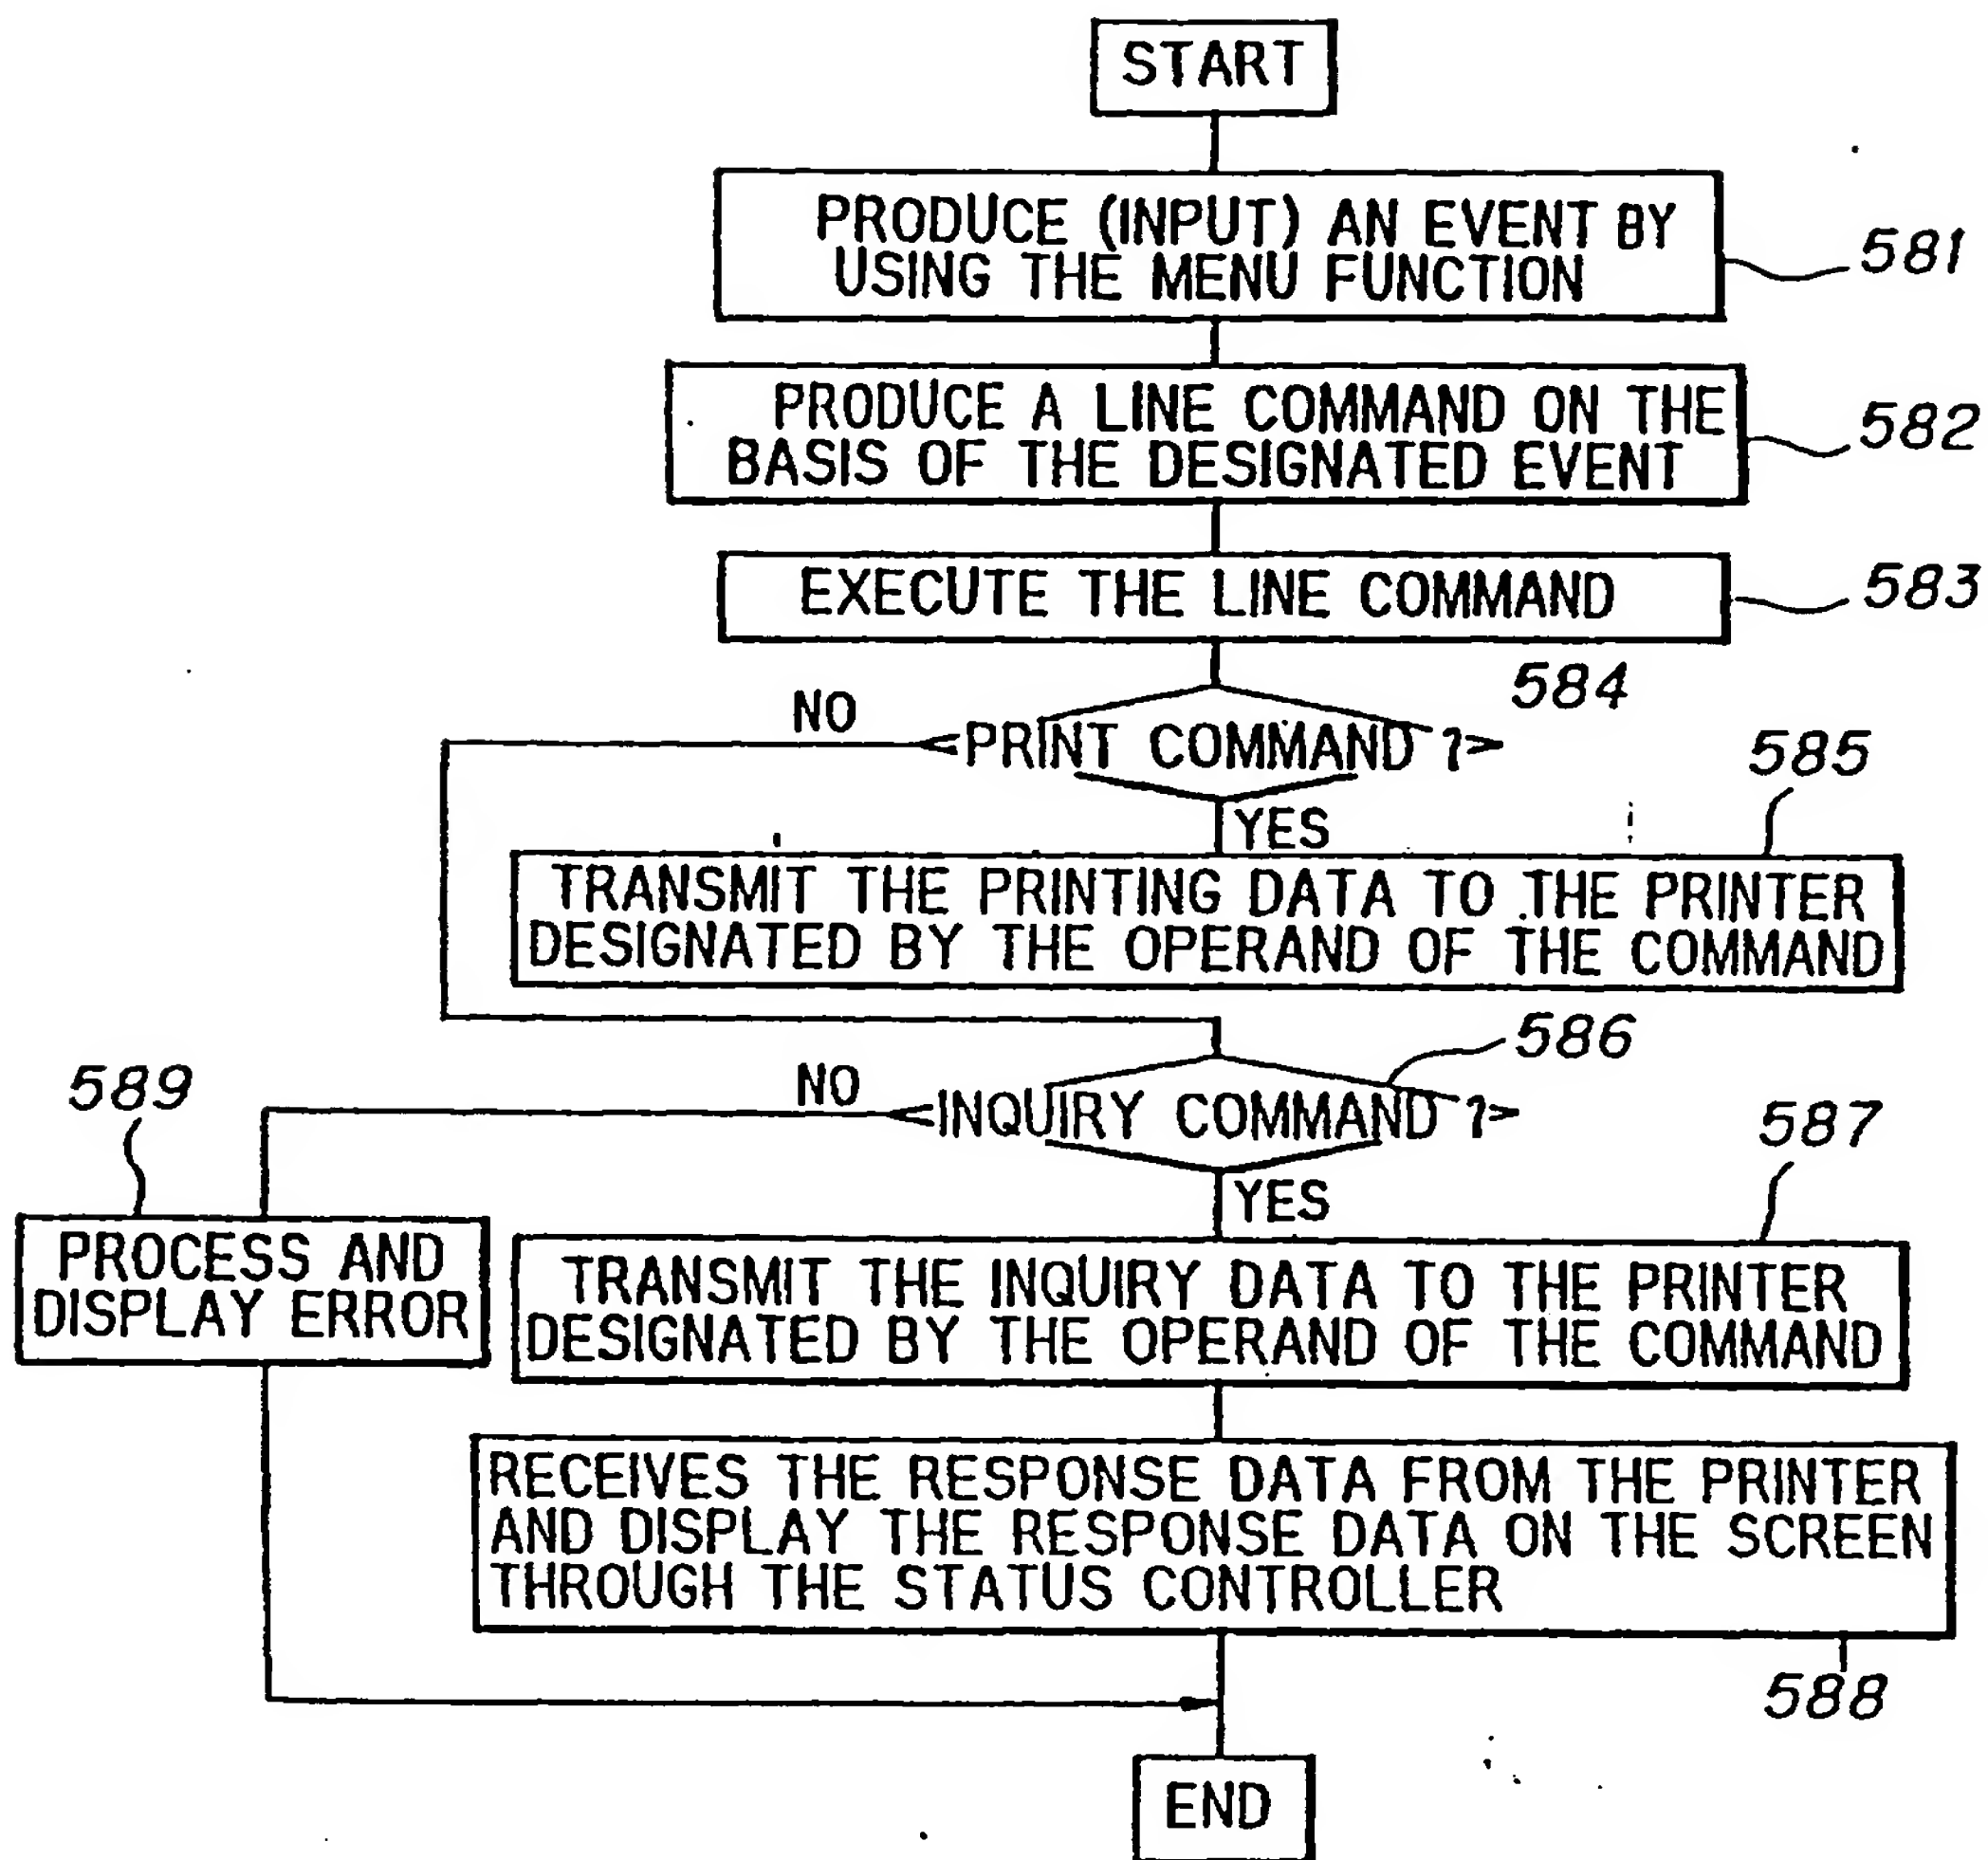 START
PRODUCE (INPUT) AN EVENT BY
USING THE MENU FUNCTION
581
PRODUCE A LINE COMMAND ON THE
BASIS OF THE DESIGNATED EVENT
582
EXECUTE THE LINE COMMAND
583
584
NO
PRINT COMMAND ?
585
YES
TRANSMIT THE PRINTING DATA TO THE PRINTER
DESIGNATED BY THE OPERAND OF THE COMMAND
586
589
NO
INQUIRY COMMAND ?
587
YES
PROCESS AND
DISPLAY ERROR
TRANSMIT THE INQUIRY DATA TO THE PRINTER
DESIGNATED BY THE OPERAND OF THE COMMAND
RECEIVES THE RESPONSE DATA FROM THE PRINTER
AND DISPLAY THE RESPONSE DATA ON THE SCREEN
THROUGH THE STATUS CONTROLLER
588
END